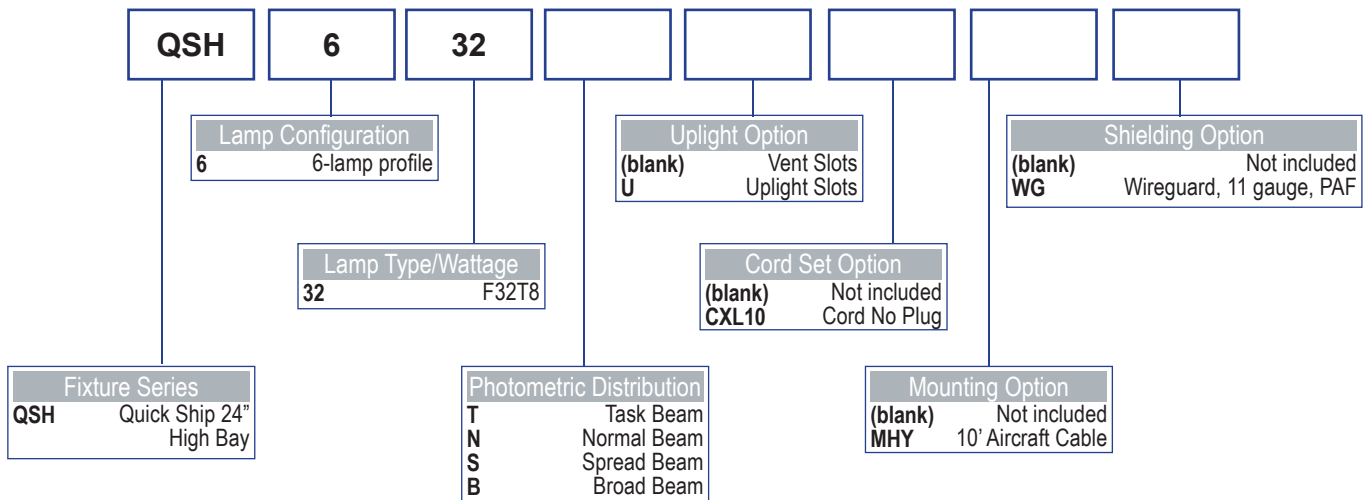 QSH 6 32
Lamp Configuration
6 6-lamp profile
Uplight Option
(blank) Vent Slots
U Uplight Slots
Shielding Option
(blank) Not included
WG Wireguard, 11 gauge, PAF
Lamp Type/Wattage
32 F32T8
Cord Set Option
(blank) Not included
CXL10 Cord No Plug
Fixture Series
QSH Quick Ship 24”
High Bay
Photometric Distribution
T Task Beam
N Normal Beam
S Spread Beam
B Broad Beam
Mounting Option
(blank) Not included
MHY 10’ Aircraft Cable